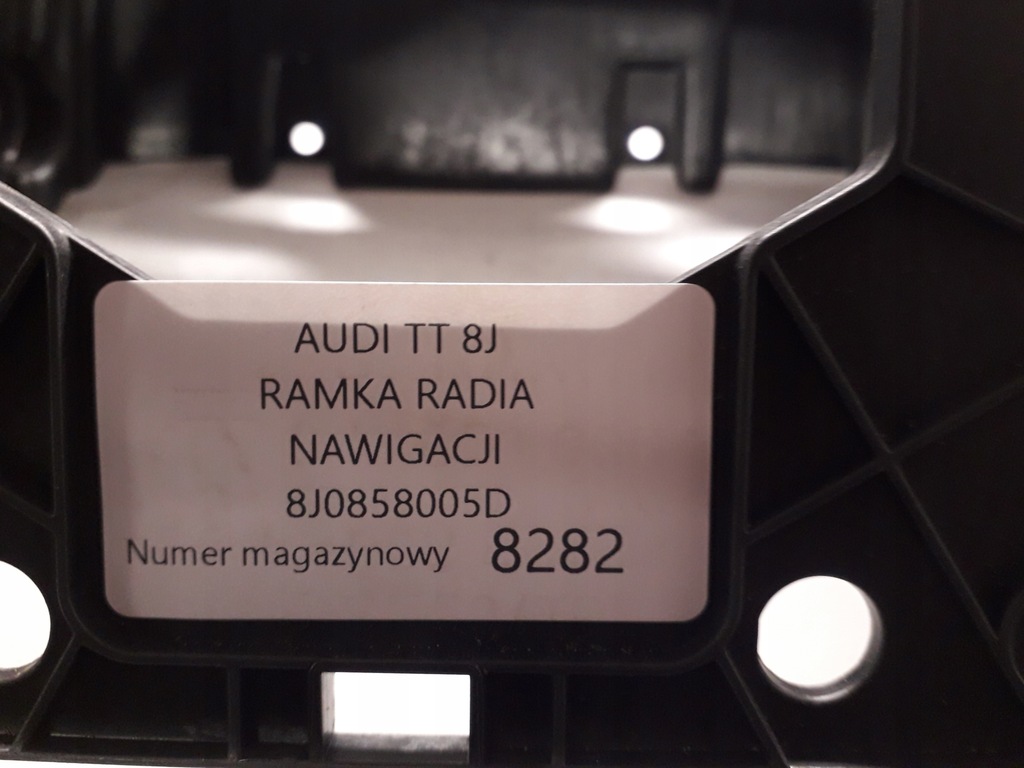 AUDI TT 8J
RAMKA RADIA
NAWIGACJI
8J0858005D
Numer magazynowy 8282